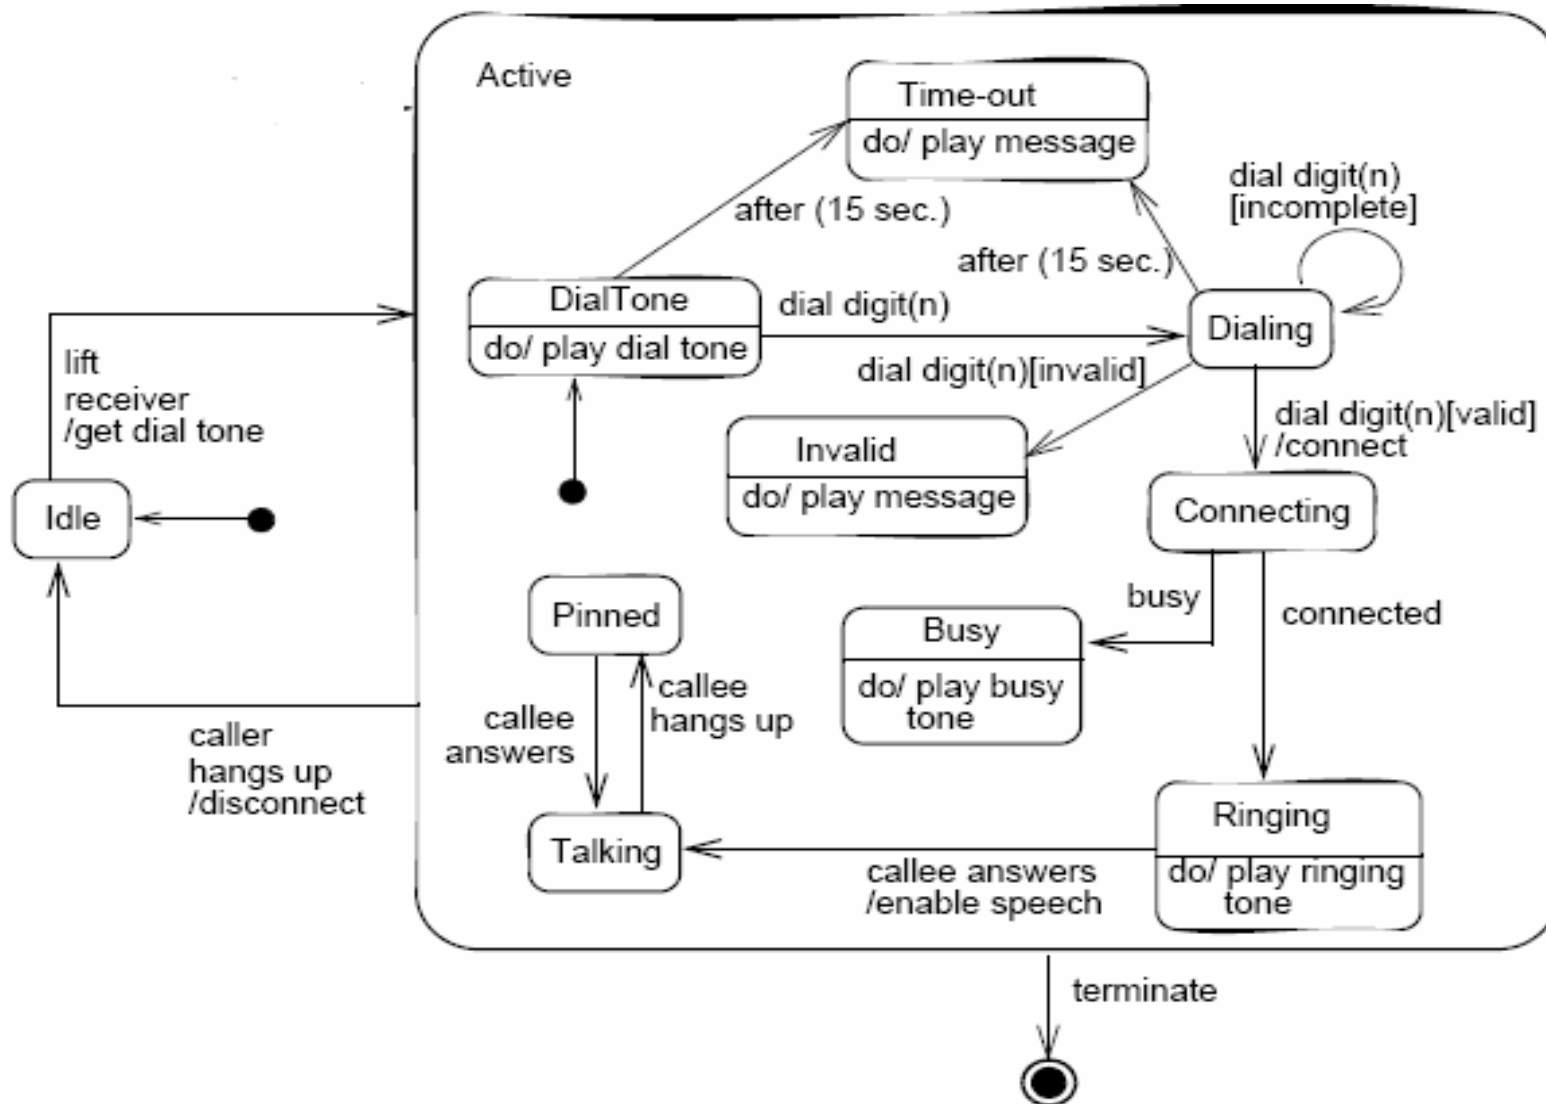 Active
Time-out
do/ play message
dial digit(n)
[incomplete]
after (15 sec.)
after (15 sec.)
DialTone
do/ play dial tone
dial digit(n)
Dialing
lift
receiver
/get dial tone
dial digit(n)[invalid]
dial digit(n)[valid]
/connect
Invalid
do/ play message
Idle
Connecting
Pinned
busy
connected
Busy
do/ play busy
tone
callee
hangs up
callee
answers
caller
hangs up
/disconnect
Talking
callee answers
/enable speech
Ringing
do/ play ringing
tone
terminate